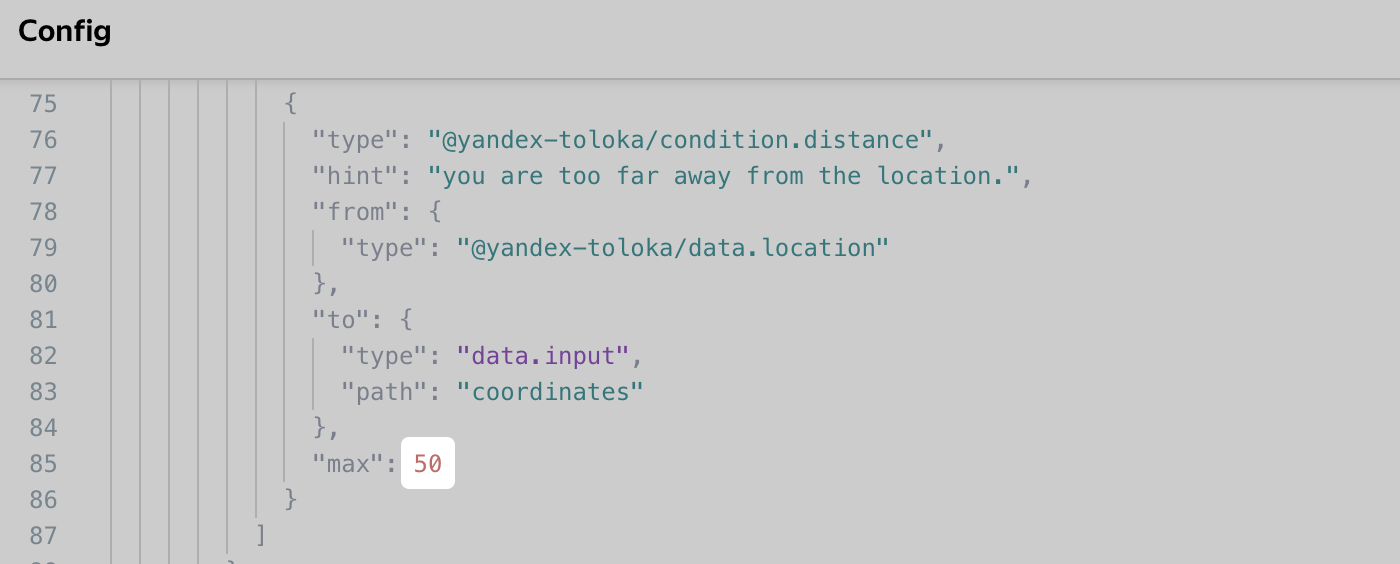 Config
75 {
76 "type": "@yandex-toloka/condition.distance",
77 "hint": "you are too far away from the location.",
78 "from": {
79 "type": "@yandex-toloka/data.location"
80 },
81 "to": {
82 "type": "data.input",
83 "path": "coordinates"
84 },
85 "max": 50
86 }
87 ]